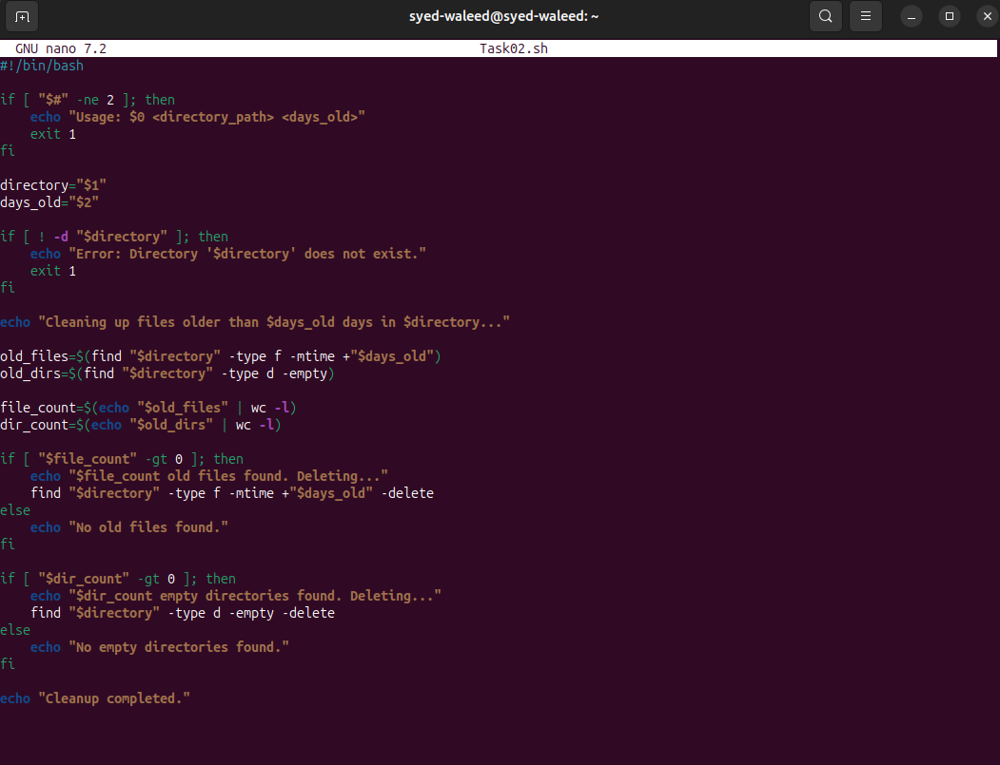 syed-waleed@syed-waleed: ~
GNU nano 7.2 Task02.sh
#!/bin/bash

if [ "$#" -ne 2 ]; then
    echo "Usage: $0 <directory_path> <days_old>"
    exit 1
fi

directory="$1"
days_old="$2"

if [ ! -d "$directory" ]; then
    echo "Error: Directory '$directory' does not exist."
    exit 1
fi

echo "Cleaning up files older than $days_old days in $directory..."

old_files=$(find "$directory" -type f -mtime +"$days_old")
old_dirs=$(find "$directory" -type d -empty)

file_count=$(echo "$old_files" | wc -l)
dir_count=$(echo "$old_dirs" | wc -l)

if [ "$file_count" -gt 0 ]; then
    echo "$file_count old files found. Deleting..."
    find "$directory" -type f -mtime +"$days_old" -delete
else
    echo "No old files found."
fi

if [ "$dir_count" -gt 0 ]; then
    echo "$dir_count empty directories found. Deleting..."
    find "$directory" -type d -empty -delete
else
    echo "No empty directories found."
fi

echo "Cleanup completed."